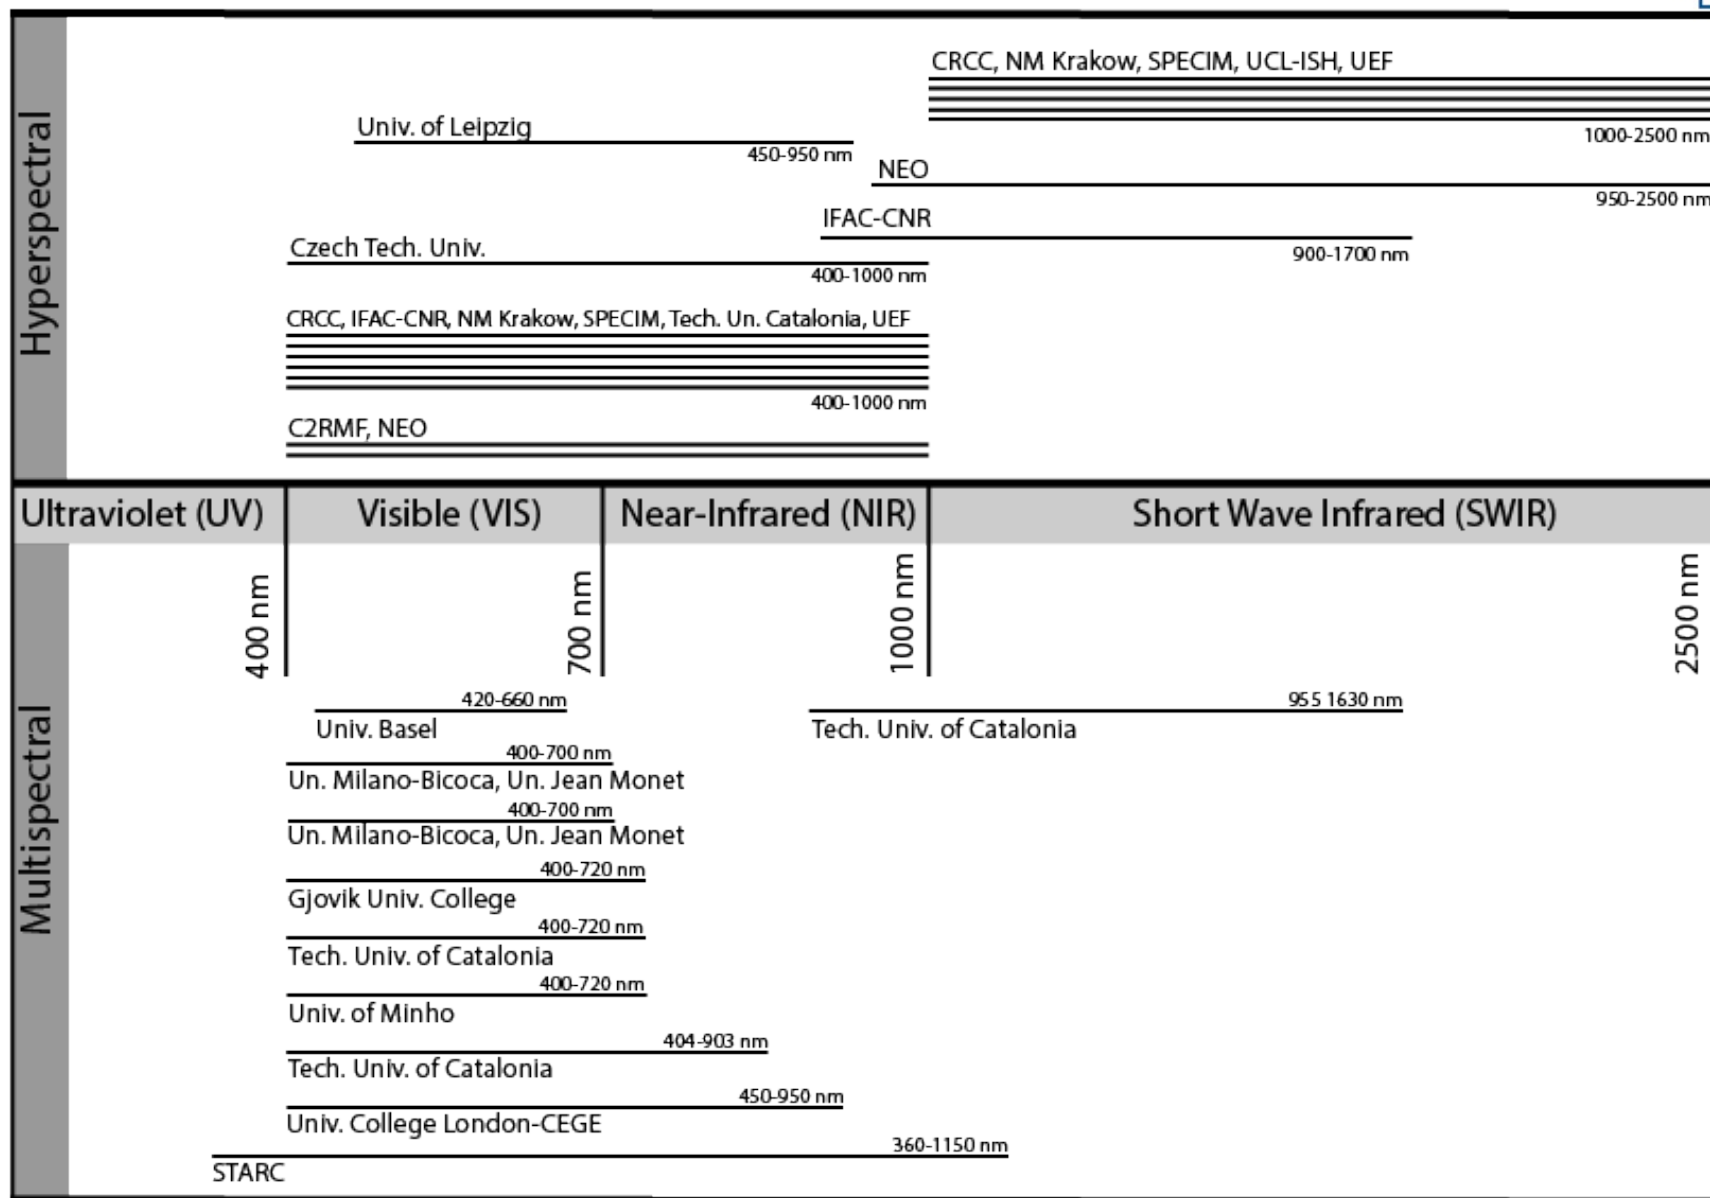 CRCC, NM Krakow, SPECIM, UCL-ISH, UEF
1000-2500 nm
Univ. of Leipzig
450-950 nm
NEO
950-2500 nm
IFAC-CNR
900-1700 nm
Czech Tech. Univ.
400-1000 nm
CRCC, IFAC-CNR, NM Krakow, SPECIM, Tech. Un. Catalonia, UEF
400-1000 nm
C2RMF, NEO
Hyperspectral
Ultraviolet (UV) Visible (VIS) Near-Infrared (NIR) Short Wave Infrared (SWIR)
400 nm 700 nm 1000 nm 2500 nm
Multispectral
420-660 nm
Univ. Basel
955 1630 nm
Tech. Univ. of Catalonia
400-700 nm
Un. Milano-Bicoca, Un. Jean Monet
400-700 nm
Un. Milano-Bicoca, Un. Jean Monet
400-720 nm
Gjovik Univ. College
400-720 nm
Tech. Univ. of Catalonia
400-720 nm
Univ. of Minho
404-903 nm
Tech. Univ. of Catalonia
450-950 nm
Univ. College London-CEGE
360-1150 nm
STARC